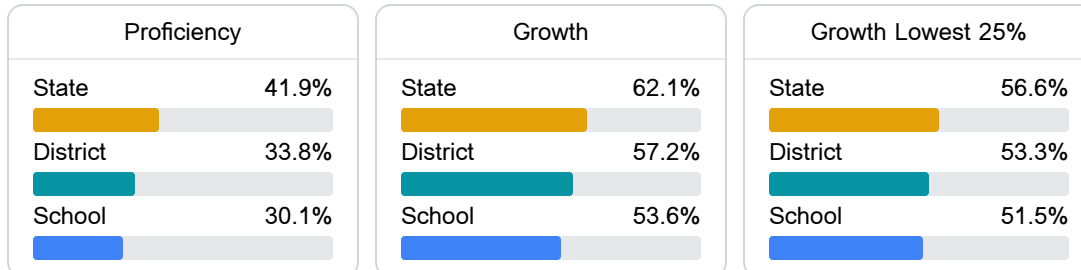 Proficiency
State 41.9%
District 33.8%
School 30.1%
Growth
State 62.1%
District 57.2%
School 53.6%
Growth Lowest 25%
State 56.6%
District 53.3%
School 51.5%